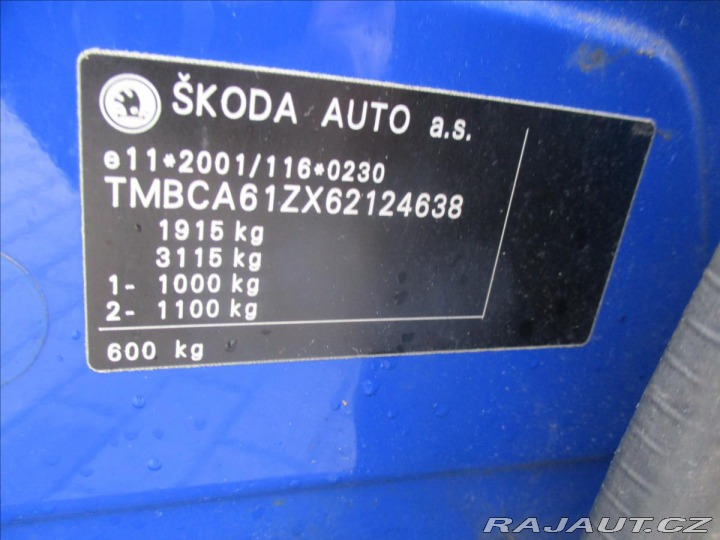 ŠKODA AUTO a.s.
e11*2001/116*0230
TMBCA61ZX62124638
1915 kg
3115 kg
1- 1000 kg
2- 1100 kg
600 kg
RAJAUT.CZ